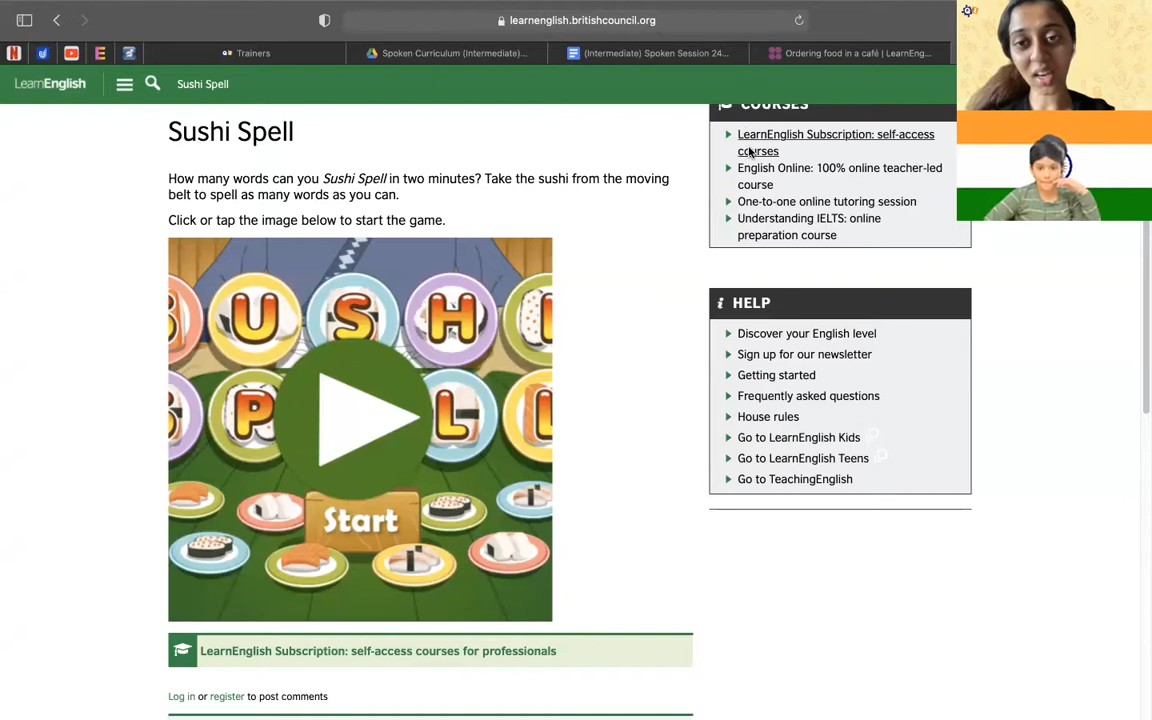 learnenglish.britishcouncil.org
Trainers
Spoken Curriculum (Intermediate)...
(Intermediate) Spoken Session 24...
Ordering food in a café | LearnEng...
LearnEnglish
Sushi Spell
COURSES
Sushi Spell
How many words can you Sushi Spell in two minutes? Take the sushi from the moving
belt to spell as many words as you can.
Click or tap the image below to start the game.
USH
P L L
Start
LearnEnglish Subscription: self-access courses for professionals
Log in or register to post comments
LearnEnglish Subscription: self-access
courses
English Online: 100% online teacher-led
course
One-to-one online tutoring session
Understanding IELTS: online
preparation course
HELP
Discover your English level
Sign up for our newsletter
Getting started
Frequently asked questions
House rules
Go to LearnEnglish Kids
Go to LearnEnglish Teens
Go to TeachingEnglish